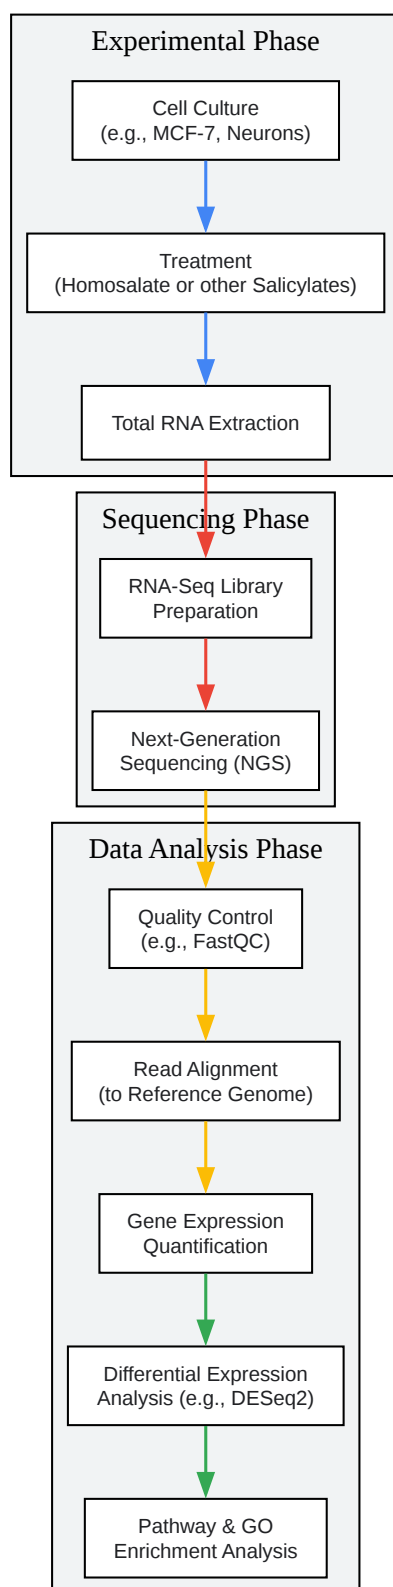 Experimental Phase
Cell Culture
(e.g., MCF-7, Neurons)
Treatment
(Homosalate or other Salicylates)
Total RNA Extraction
Sequencing Phase
RNA-Seq Library
Preparation
Next-Generation
Sequencing (NGS)
Data Analysis Phase
Quality Control
(e.g., FastQC)
Read Alignment
(to Reference Genome)
Gene Expression
Quantification
Differential Expression
Analysis (e.g., DESeq2)
Pathway & GO
Enrichment Analysis